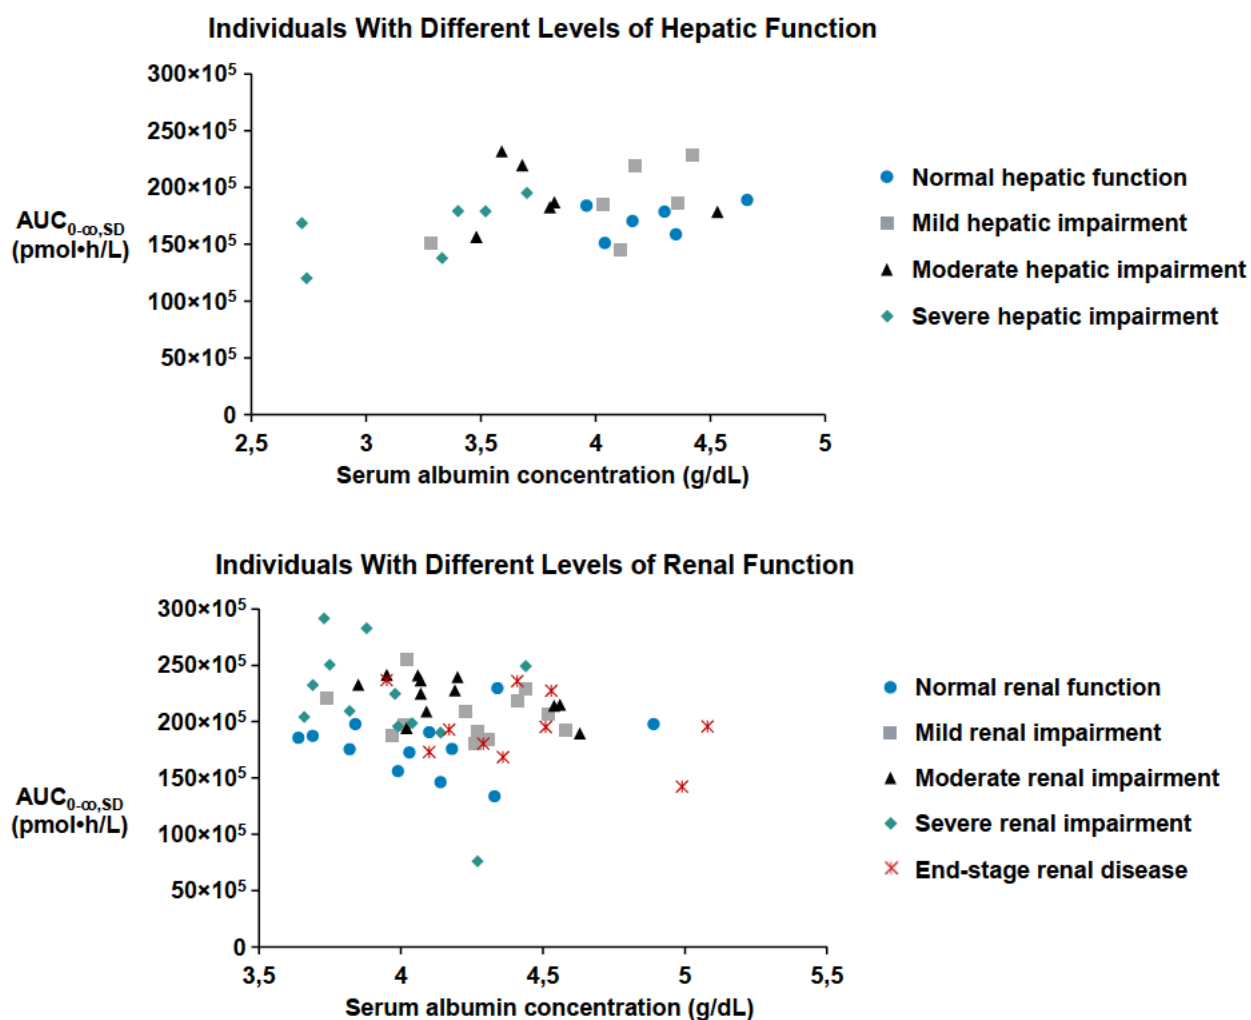 Individuals With Different Levels of Hepatic Function
300×10⁵
250×10⁵
200×10⁵
150×10⁵
100×10⁵
50×10⁵
0
AUC₀₋∞,SD
(pmol•h/L)
2,5 3 3,5 4 4,5 5
Serum albumin concentration (g/dL)
Normal hepatic function
Mild hepatic impairment
Moderate hepatic impairment
Severe hepatic impairment
Individuals With Different Levels of Renal Function
300×10⁵
250×10⁵
200×10⁵
150×10⁵
100×10⁵
50×10⁵
0
AUC₀₋∞,SD
(pmol•h/L)
3,5 4 4,5 5 5,5
Serum albumin concentration (g/dL)
Normal renal function
Mild renal impairment
Moderate renal impairment
Severe renal impairment
End-stage renal disease